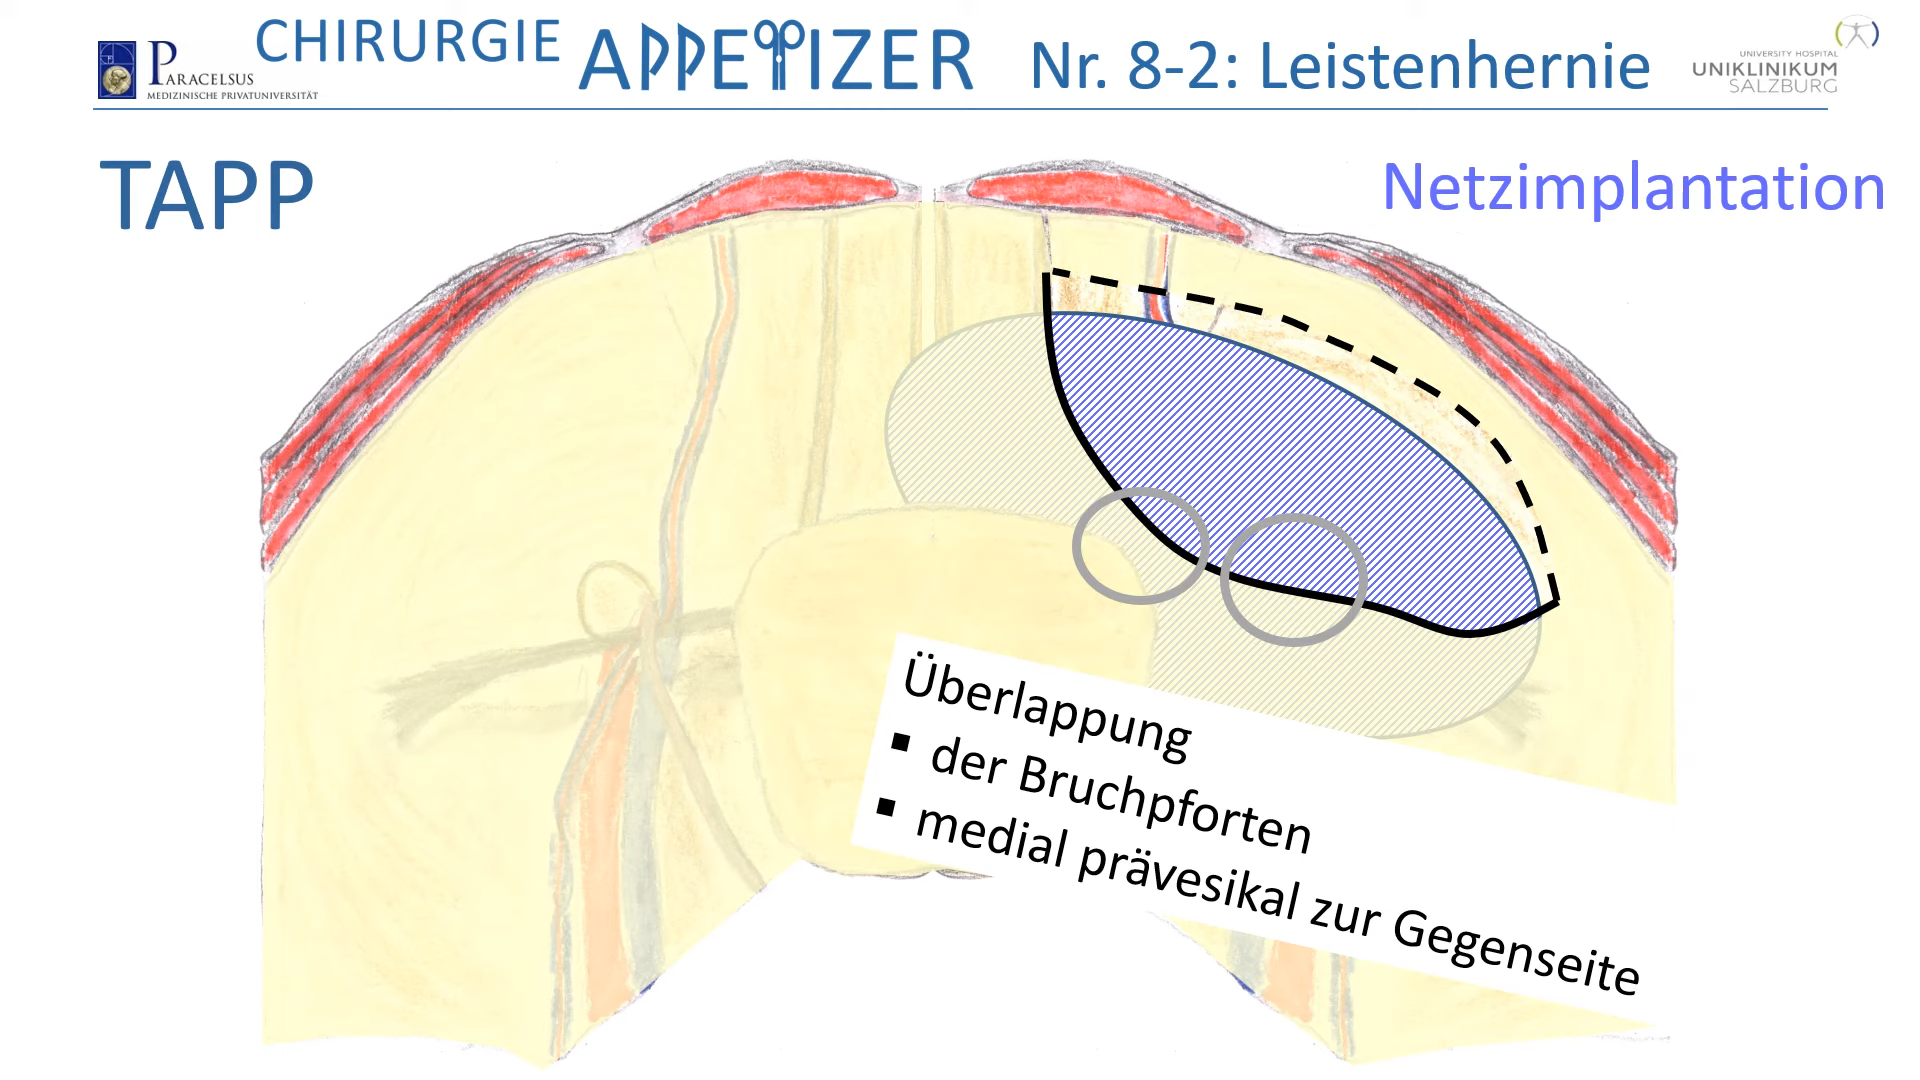 PARACELSUS
MEDIZINISCHE PRIVATUNIVERSITÄT
CHIRURGIE APPETIZER Nr. 8-2: Leistenhernie
UNIVERSITY HOSPITAL
UNIKLINIKUM
SALZBURG
TAPP
Netzimplantation
Überlappung
▪ der Bruchpforten
▪ medial prävesikal zur Gegenseite